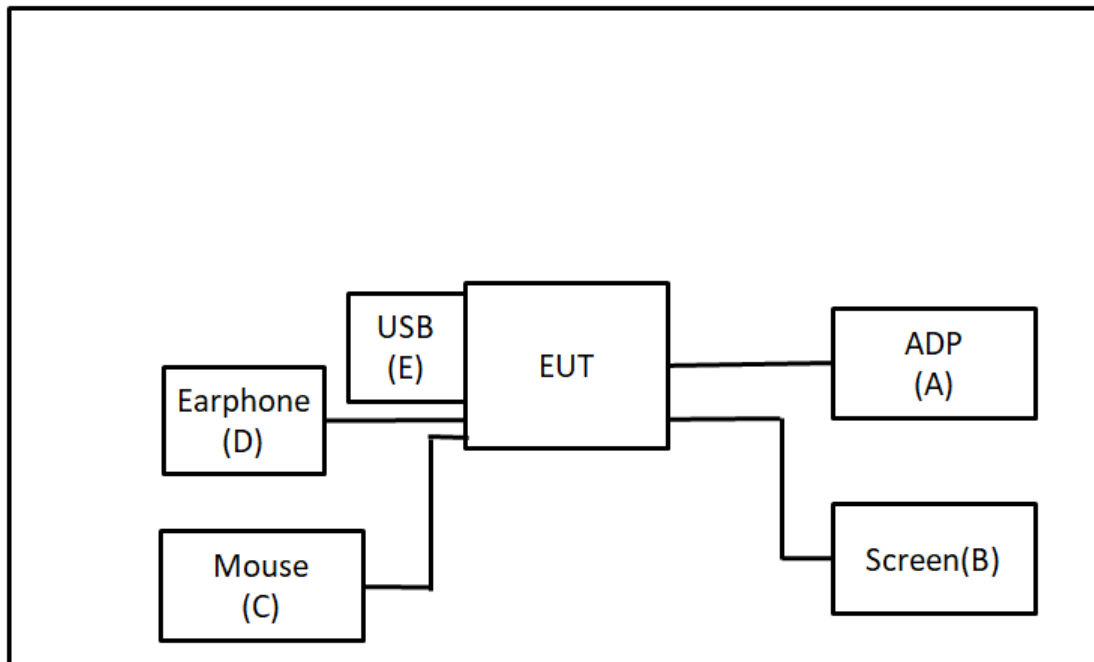 USB
(E)
EUT
ADP
(A)
Earphone
(D)
Mouse
(C)
Screen(B)